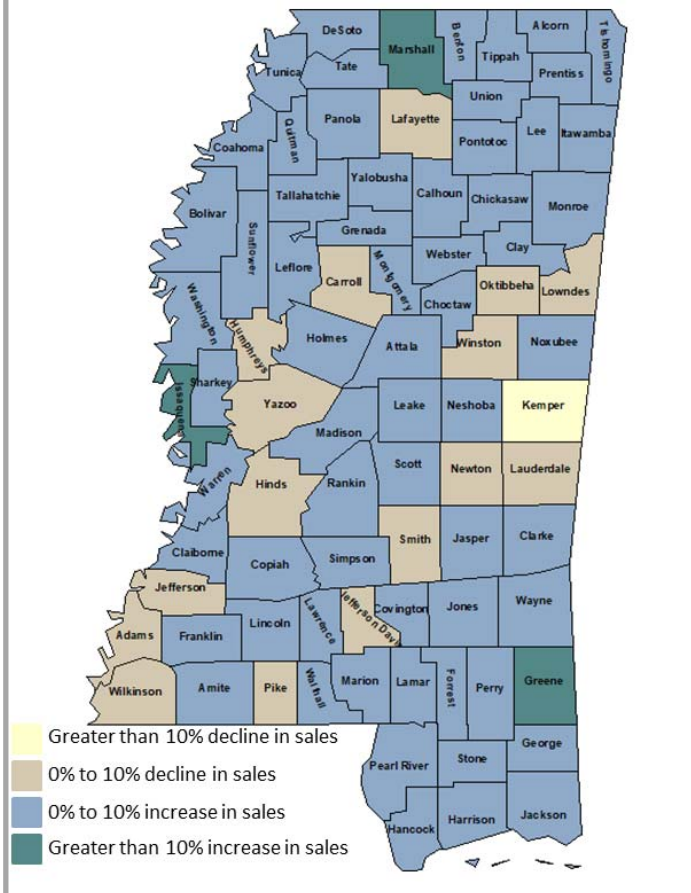 DeSoto
Marshall
Benton
Alcorn
Tishomingo
Tippah
Tate
Tunica
Prentiss
Union
Panola
Lafayette
Quitman
Lee
Itawamba
Pontotoc
Coahoma
Yalobusha
Tallahatchie
Calhoun
Chickasaw
Monroe
Bolivar
Sunflower
Grenada
Clay
Webster
Leflore
Montgomery
Carroll
Oktibbeha
Lowndes
Choctaw
Washington
Humphreys
Holmes
Attala
Winston
Noxubee
Sharkey
Issaquena
Yazoo
Leake
Neshoba
Kemper
Madison
Scott
Newton
Lauderdale
Warren
Hinds
Rankin
Smith
Jasper
Clarke
Claiborne
Copiah
Simpson
Jefferson
Jefferson Davis
Covington
Jones
Wayne
Lawrence
Lincoln
Adams
Franklin
Wilkinson
Amite
Pike
Walthall
Marion
Lamar
Forrest
Perry
Greene
George
Stone
Pearl River
Jackson
Harrison
Hancock
Greater than 10% decline in sales
0% to 10% decline in sales
0% to 10% increase in sales
Greater than 10% increase in sales